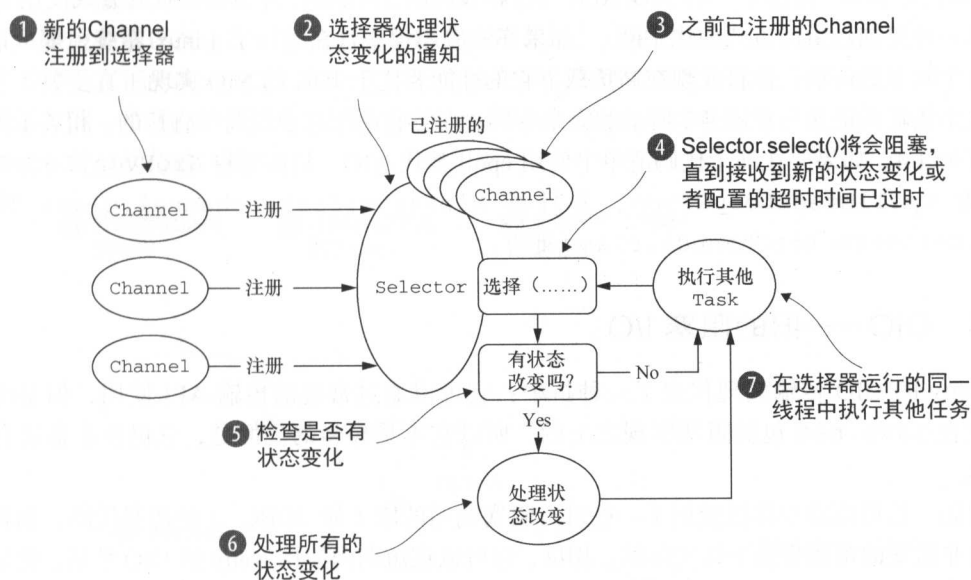 ❶ 新的Channel
注册到选择器
❷ 选择器处理状
态变化的通知
❸ 之前已注册的Channel
已注册的
Channel
❹ Selector.select()将会阻塞，
直到接收到新的状态变化或
者配置的超时时间已过时
Channel
注册
Channel
注册
Channel
注册
Selector
选择（……）
执行其他
Task
有状态
改变吗？
No
Yes
❼ 在选择器运行的同一
线程中执行其他任务
❺ 检查是否有
状态变化
处理状
态改变
❻ 处理所有的
状态变化